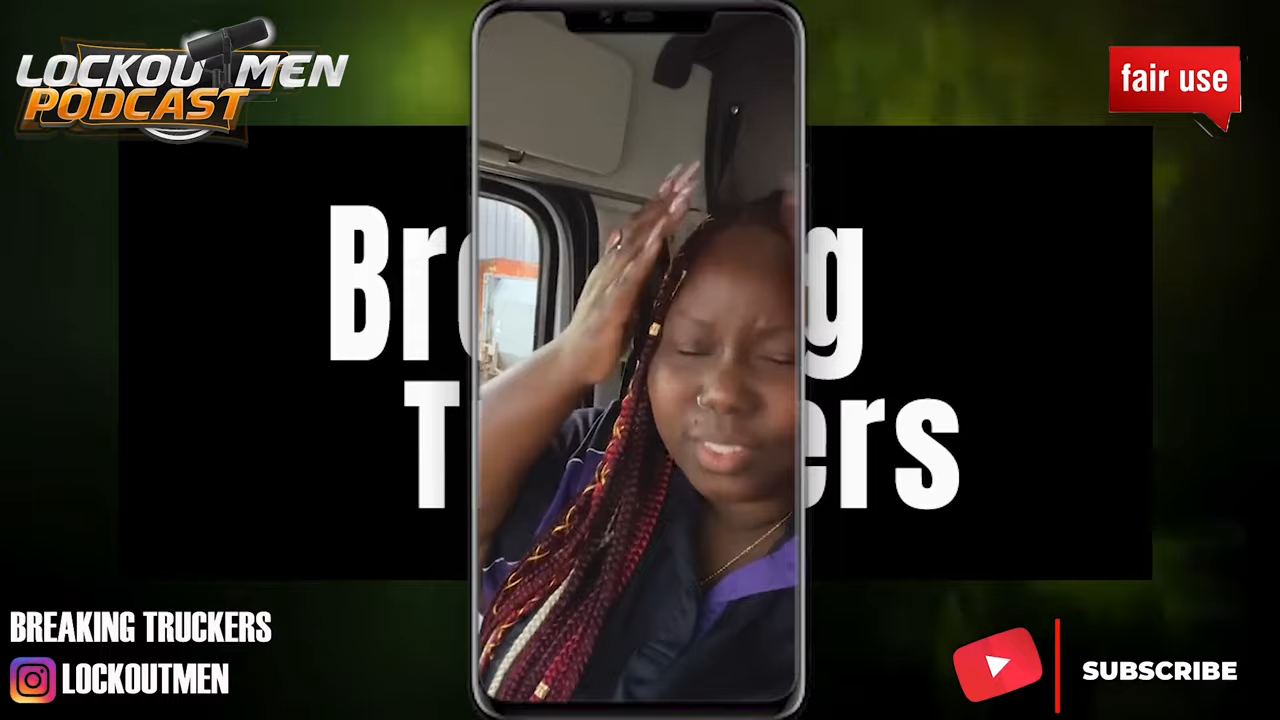 LOCKOUTMEN
PODCAST
fair use
BREAKING TRUCKERS
LOCKOUTMEN
SUBSCRIBE